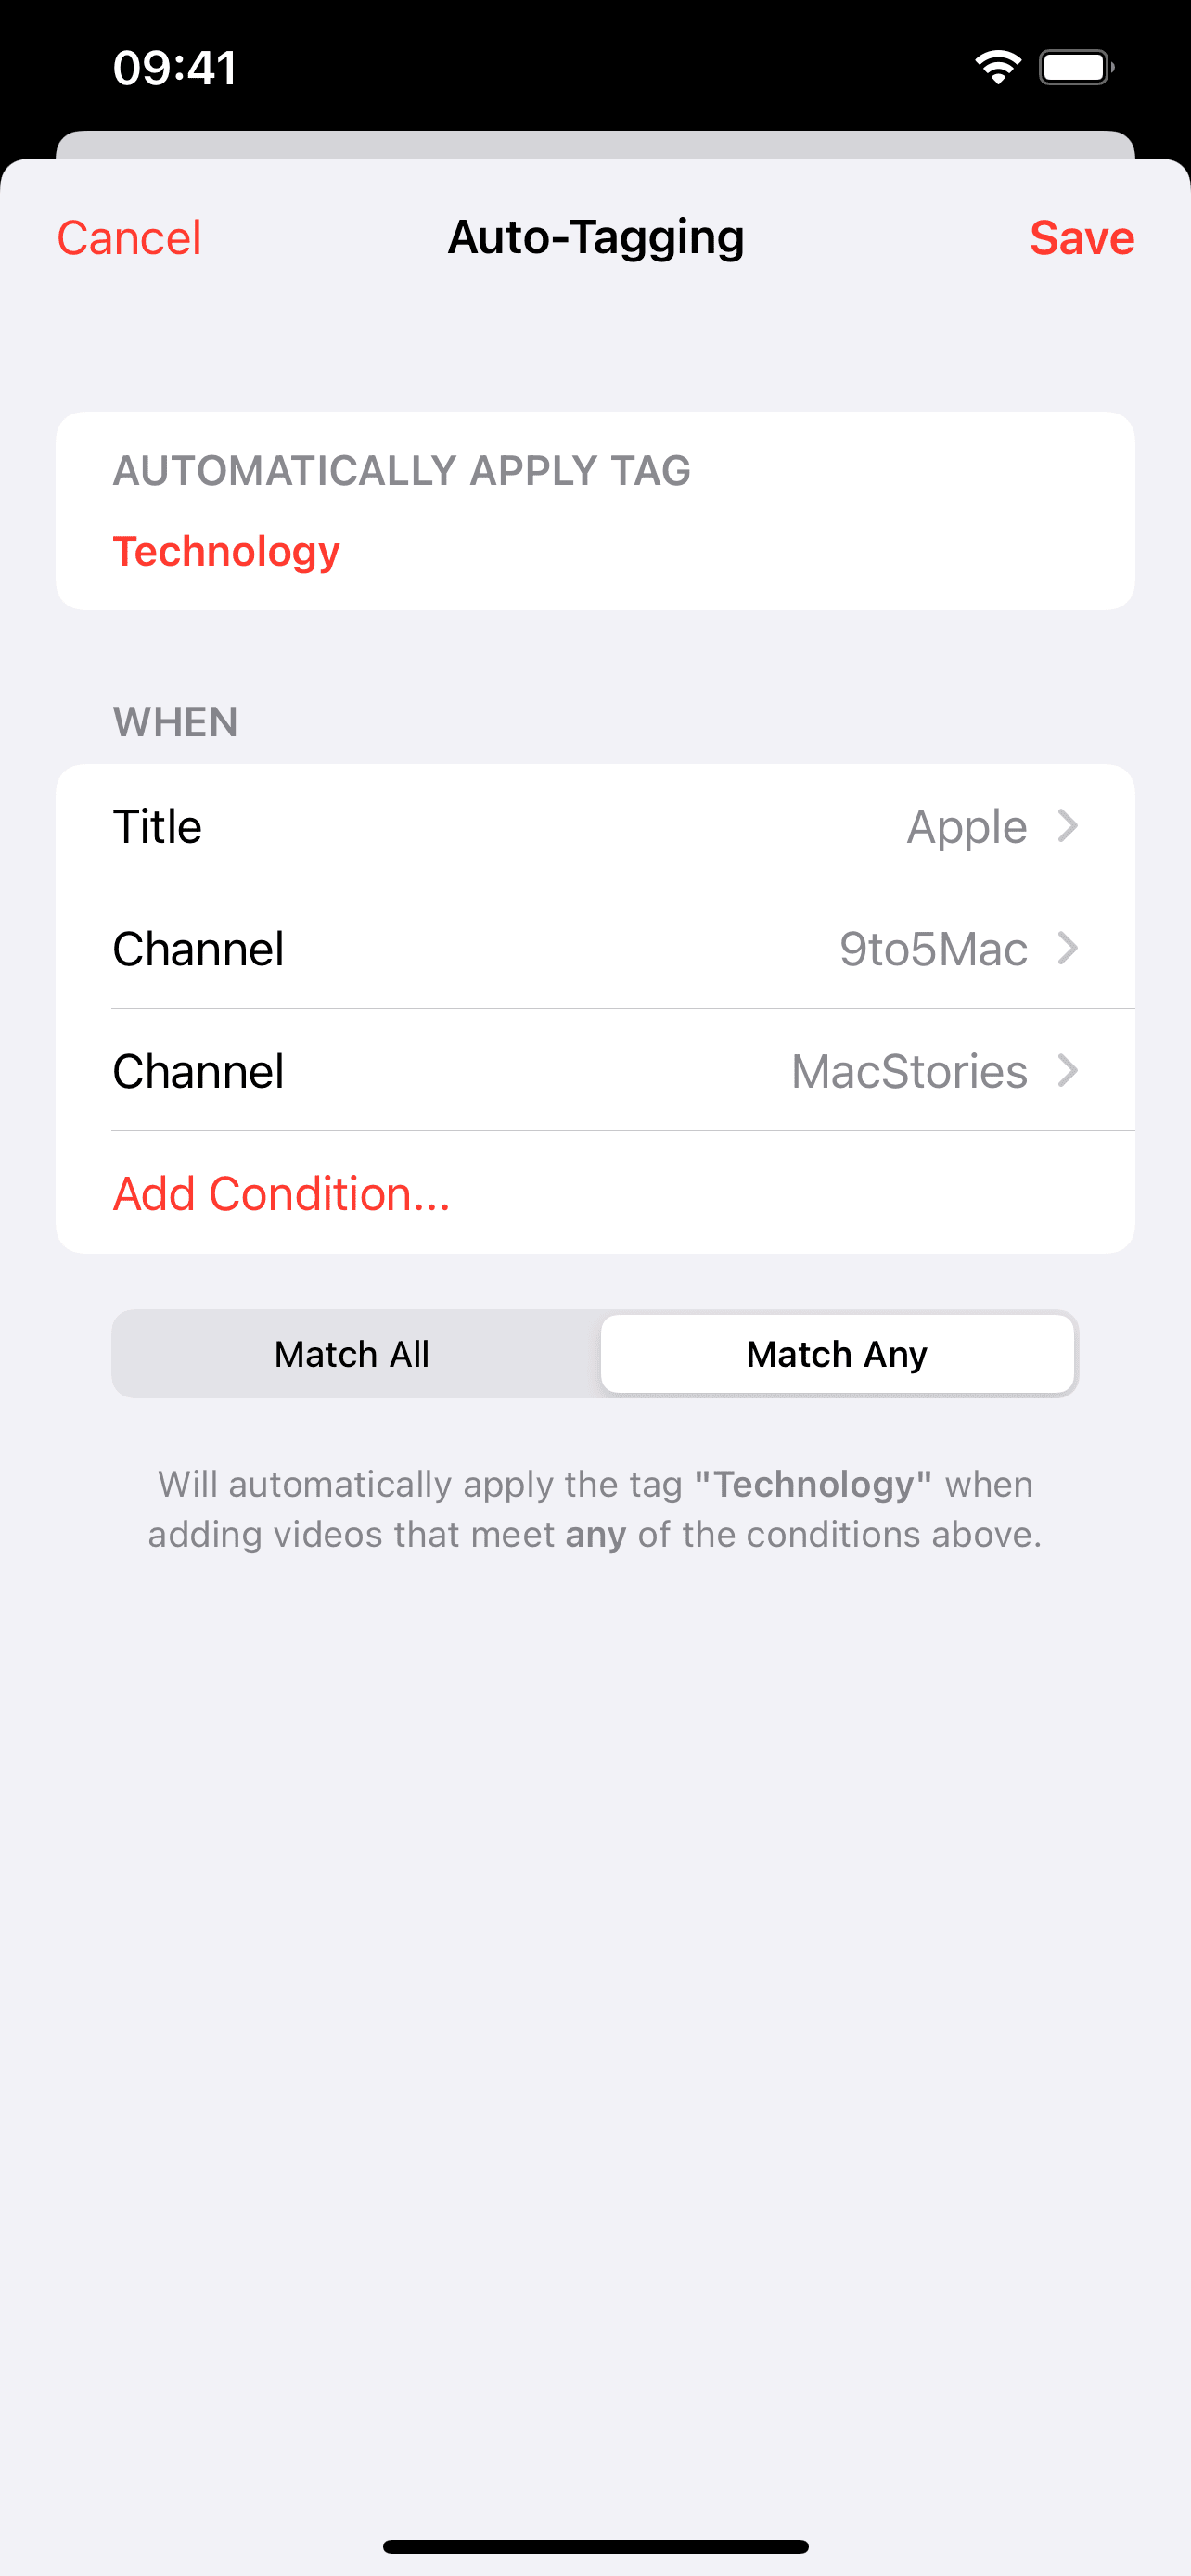 09:41
Cancel
Auto-Tagging
Save
AUTOMATICALLY APPLY TAG
Technology
WHEN
Title
Apple
Channel
9to5Mac
Channel
MacStories
Add Condition...
Match All
Match Any
Will automatically apply the tag "Technology" when
adding videos that meet any of the conditions above.